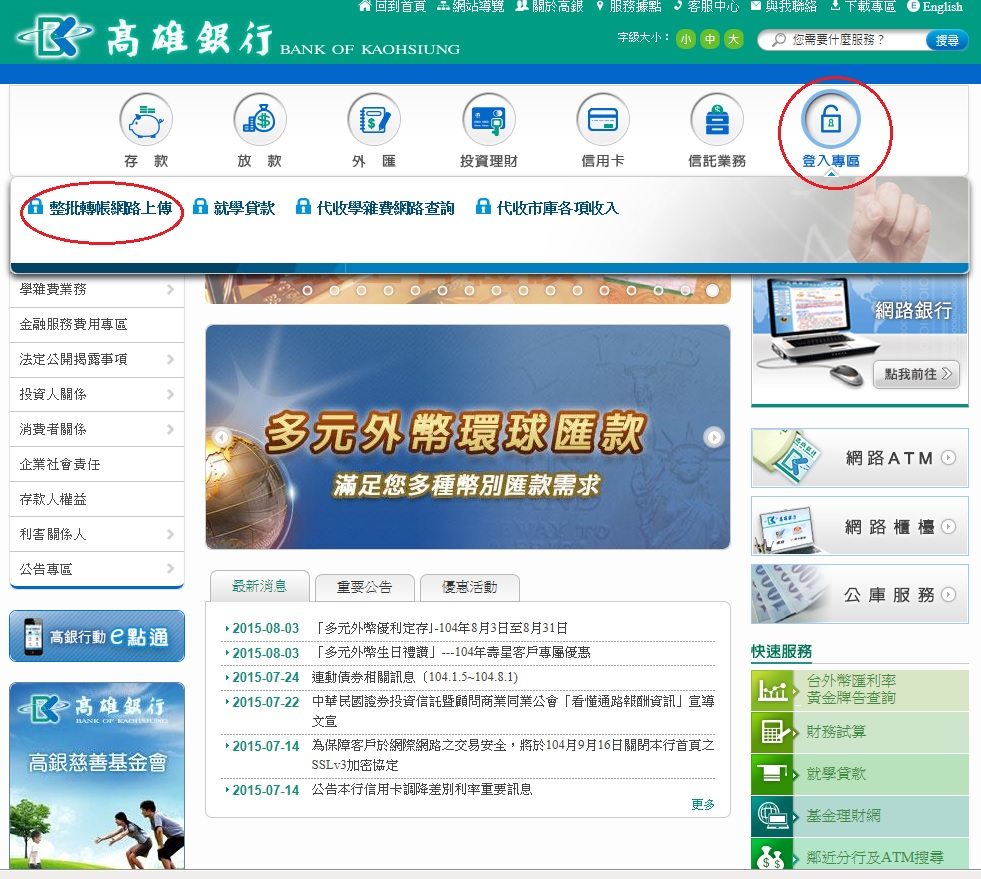 回到首頁 網站導覽 關於高銀 服務據點 客服中心 與我聯絡 下載專區 English
高雄銀行 BANK OF KAOHSIUNG
字級大小： 小 中 大 您需要什麼服務？ 搜尋
存 款 放 款 外 匯 投資理財 信用卡 信託業務 登入專區
整批轉帳網路上傳 就學貸款 代收學雜費網路查詢 代收市庫各項收入
學雜費業務
金融服務費用專區
法定公開揭露事項
投資人關係
消費者關係
企業社會責任
存款人權益
利害關係人
公告專區
高銀行動 e點通
高雄銀行
BANK OF KAOHSIUNG
高銀慈善基金會
多元外幣環球匯款
滿足您多種幣別匯款需求
最新消息 重要公告 優惠活動
2015-08-03 「多元外幣優利定存」-104年8月3日至8月31日
2015-08-03 「多元外幣生日禮讚」---104年壽星客戶專屬優惠
2015-07-24 連動債券相關訊息（104.1.5~104.8.1)
2015-07-22 中華民國證券投資信託暨顧問商業同業公會「看懂通路報酬資訊」宣導
文宣
2015-07-14 為保障客戶於網際網路之交易安全，將於104年9月16日關閉本行首頁之
SSLv3加密協定
2015-07-14 公告本行信用卡調降差別利率重要訊息
更多
網路銀行
點我前往
網路ATM
網路櫃檯
公庫服務
快速服務
台外幣匯利率
黃金牌告查詢
財務試算
就學貸款
基金理財網
鄰近分行及ATM搜尋